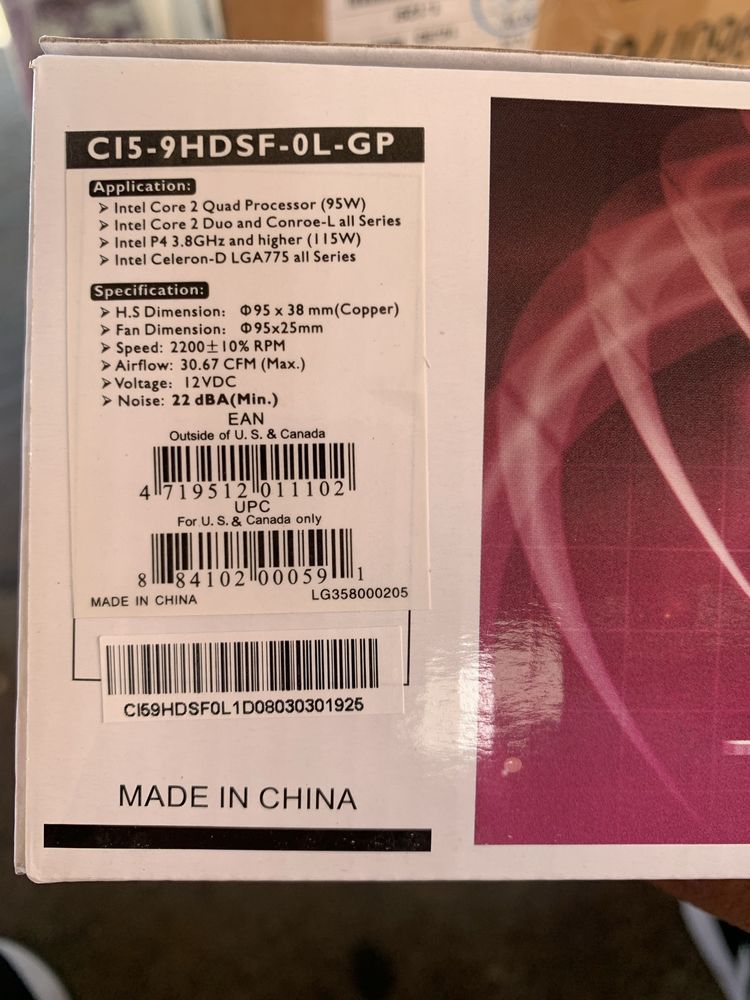 CI5-9HDSF-0L-GP
Application:
➤ Intel Core 2 Quad Processor (95W)
➤ Intel Core 2 Duo and Conroe-L all Series
➤ Intel P4 3.8GHz and higher (115W)
➤ Intel Celeron-D LGA775 all Series
Specification:
➤ H.S Dimension: Φ95 x 38 mm(Copper)
➤ Fan Dimension: Φ95x25mm
➤ Speed: 2200±10% RPM
➤ Airflow: 30.67 CFM (Max.)
➤ Voltage: 12VDC
➤ Noise: 22 dBA(Min.)
EAN
Outside of U. S. & Canada
4 719512 011102
UPC
For U. S. & Canada only
8 84102 00059 1
MADE IN CHINA LG358000205
CI59HDSF0L1D08030301925
MADE IN CHINA